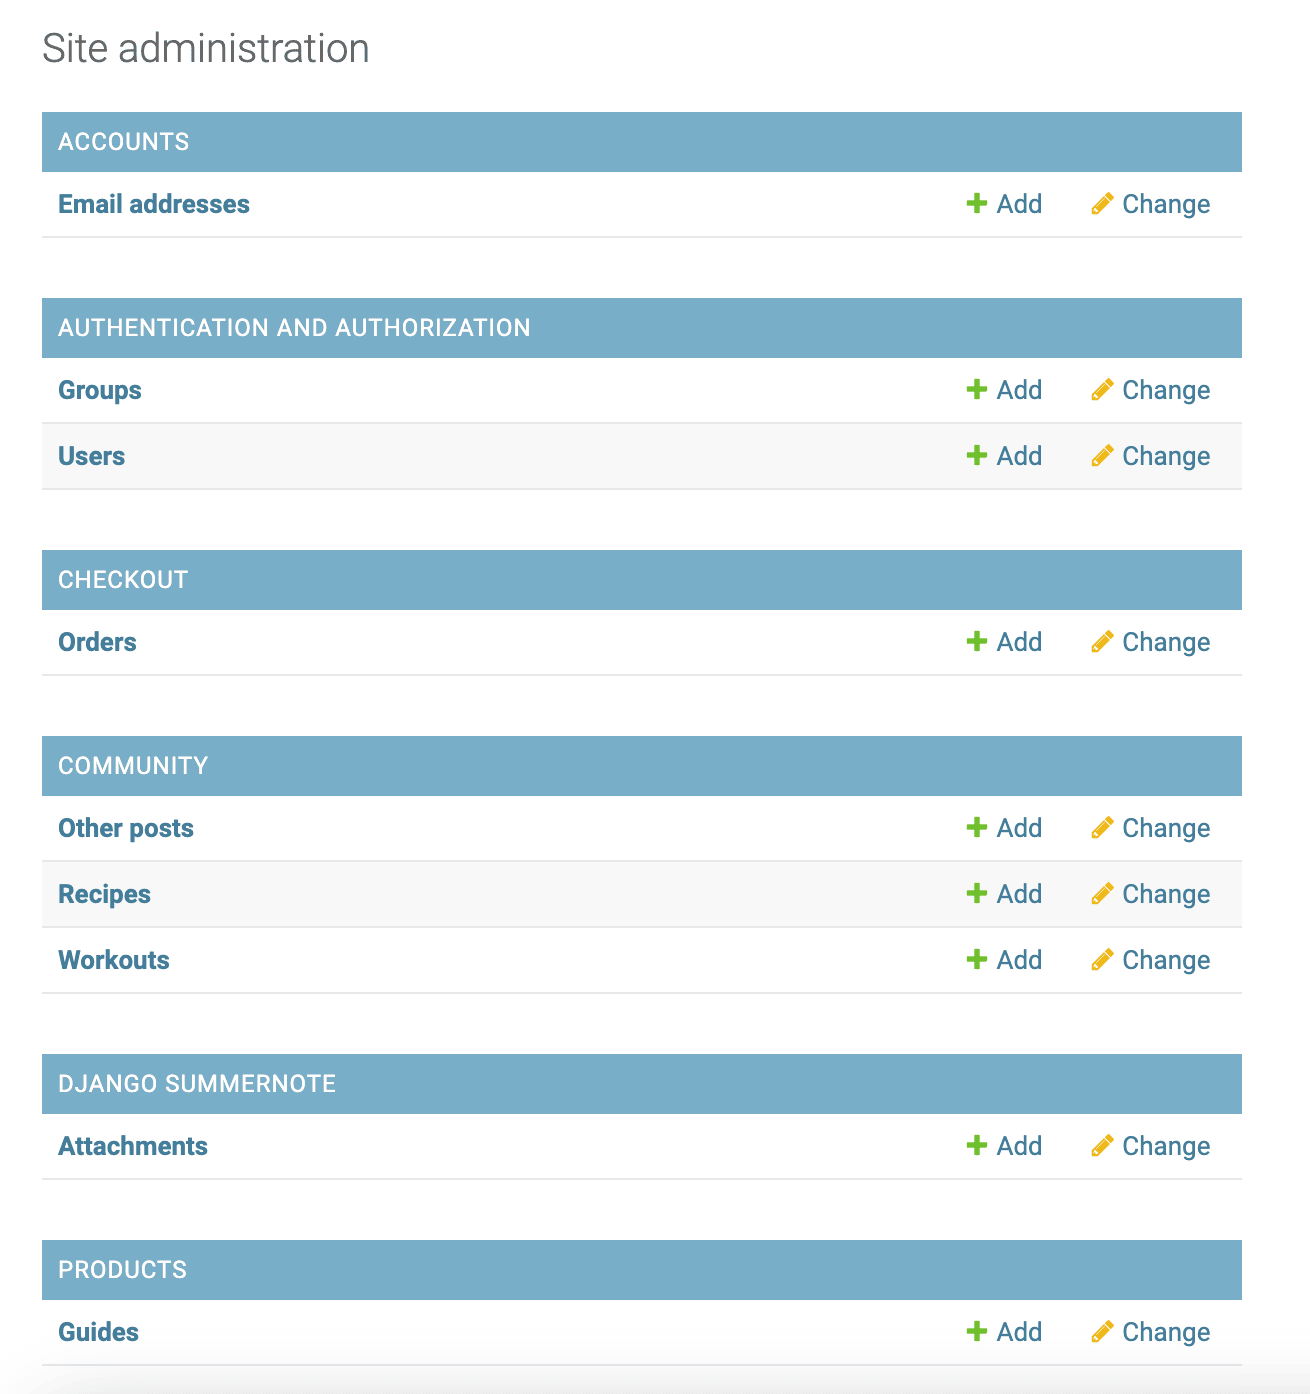 Site administration
ACCOUNTS
Email addresses Add Change
AUTHENTICATION AND AUTHORIZATION
Groups Add Change
Users Add Change
CHECKOUT
Orders Add Change
COMMUNITY
Other posts Add Change
Recipes Add Change
Workouts Add Change
DJANGO SUMMERNOTE
Attachments Add Change
PRODUCTS
Guides Add Change